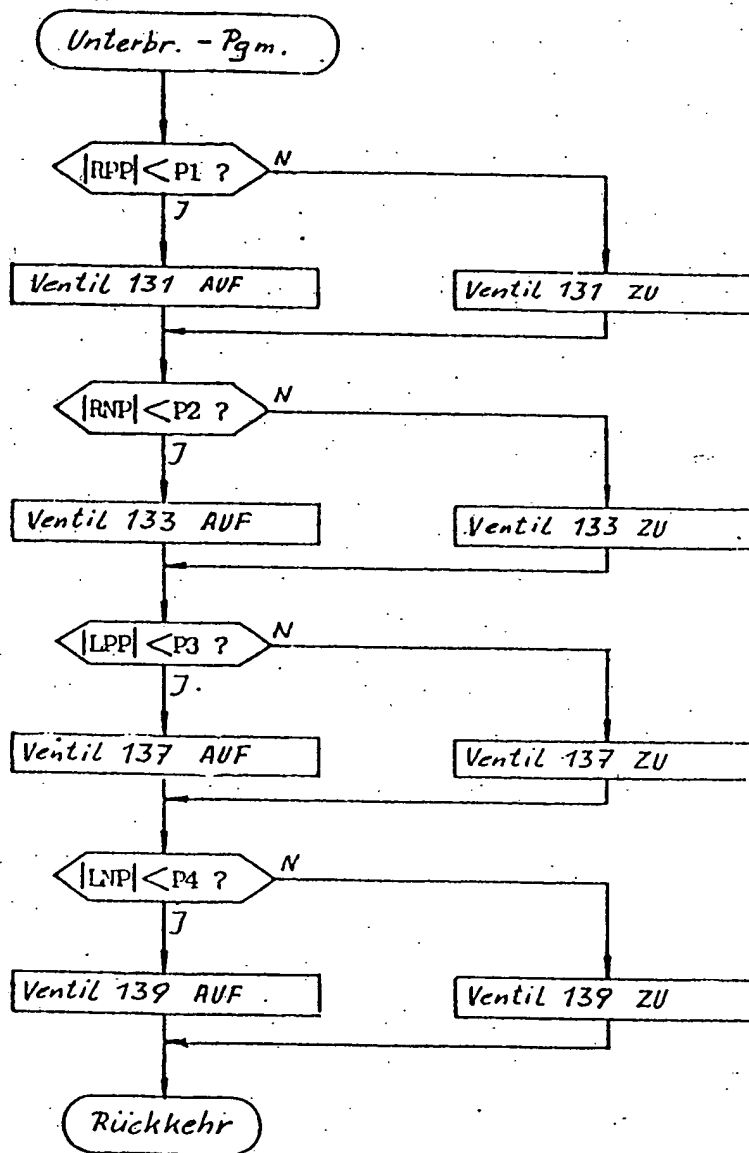 Unterbr. - Pgm.
|RPP| < P1 ?
N
J
Ventil 131 AUF
Ventil 131 ZU
|RNP| < P2 ?
N
J
Ventil 133 AUF
Ventil 133 ZU
|LPP| < P3 ?
N
J.
Ventil 137 AUF
Ventil 137 ZU
|LNP| < P4 ?
N
J
Ventil 139 AUF
Ventil 139 ZU
Rückkehr